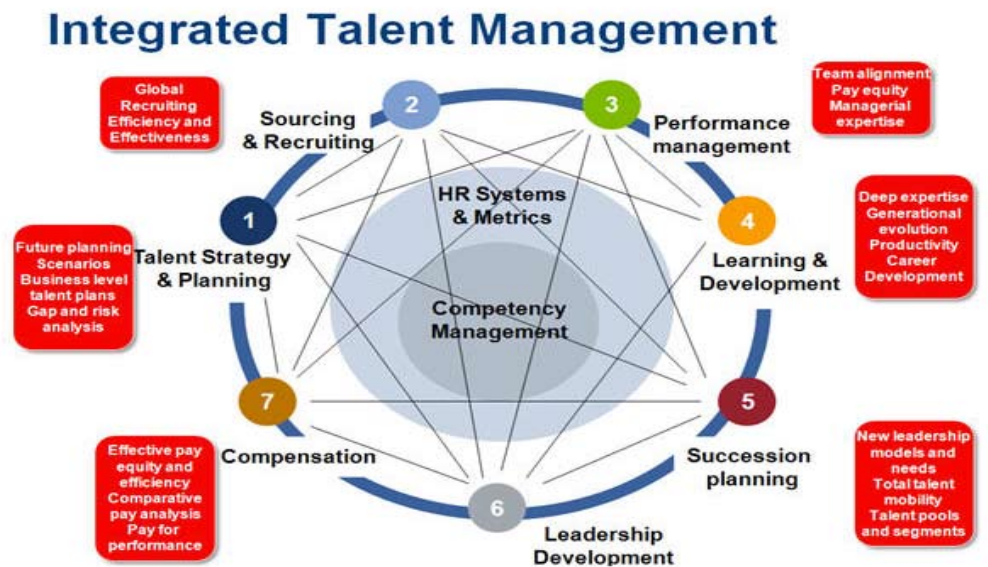 Integrated Talent Management
Global
Recruiting
Efficiency and
Effectiveness
2
Sourcing
& Recruiting
3
Performance
management
Team alignment
Pay equity
Managerial
expertise
HR Systems
& Metrics
1
Talent Strategy
& Planning
Future planning
Scenarios
Business level
talent plans
Gap and risk
analysis
4
Learning &
Development
Deep expertise
Generational
evolution
Productivity
Career
Development
Competency
Management
7
Compensation
Effective pay
equity and
efficiency
Comparative
pay analysis
Pay for
performance
5
Succession
planning
New leadership
models and
needs
Total talent
mobility
Talent pools
and segments
6
Leadership
Development